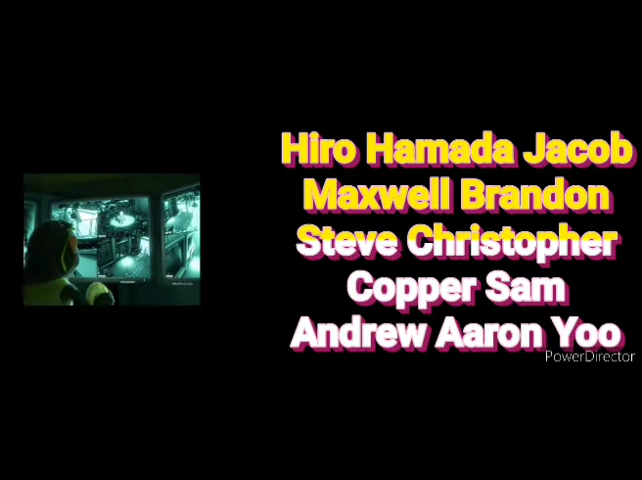 Hiro Hamada Jacob
Maxwell Brandon
Steve Christopher
Copper Sam
Andrew Aaron Yoo
PowerDirector